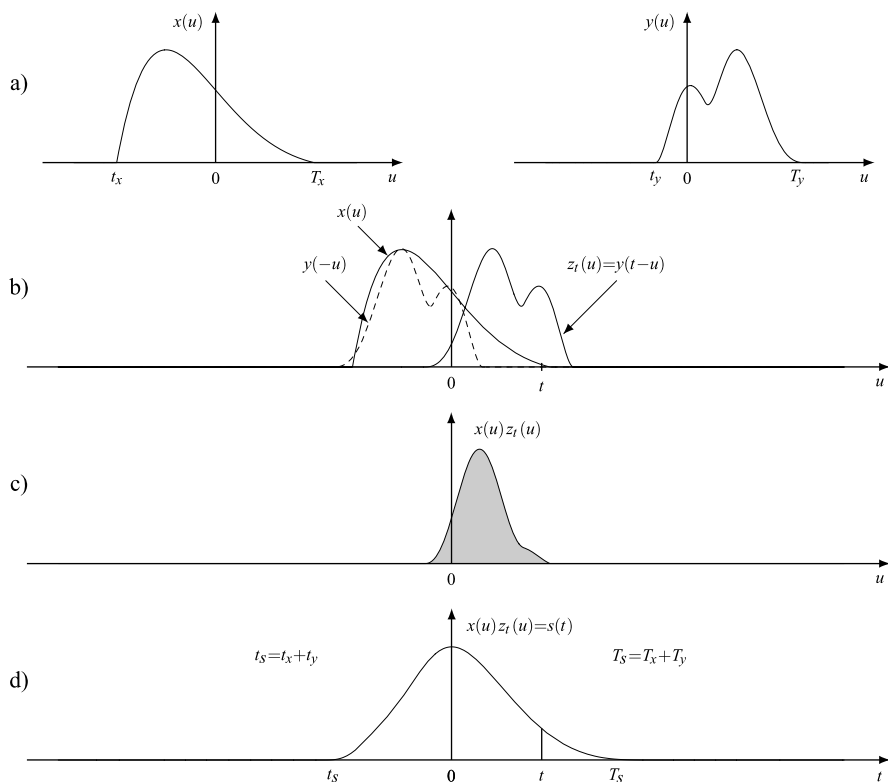 x(u) y(u)
a)
t_x 0 T_x u t_y 0 T_y u
x(u)
y(−u) z_t(u)=y(t−u)
b)
0 t u
x(u) z_t(u)
c)
0 u
x(u) z_t(u)=s(t)
t_s=t_x+t_y T_s=T_x+T_y
d)
t_s 0 t T_s t